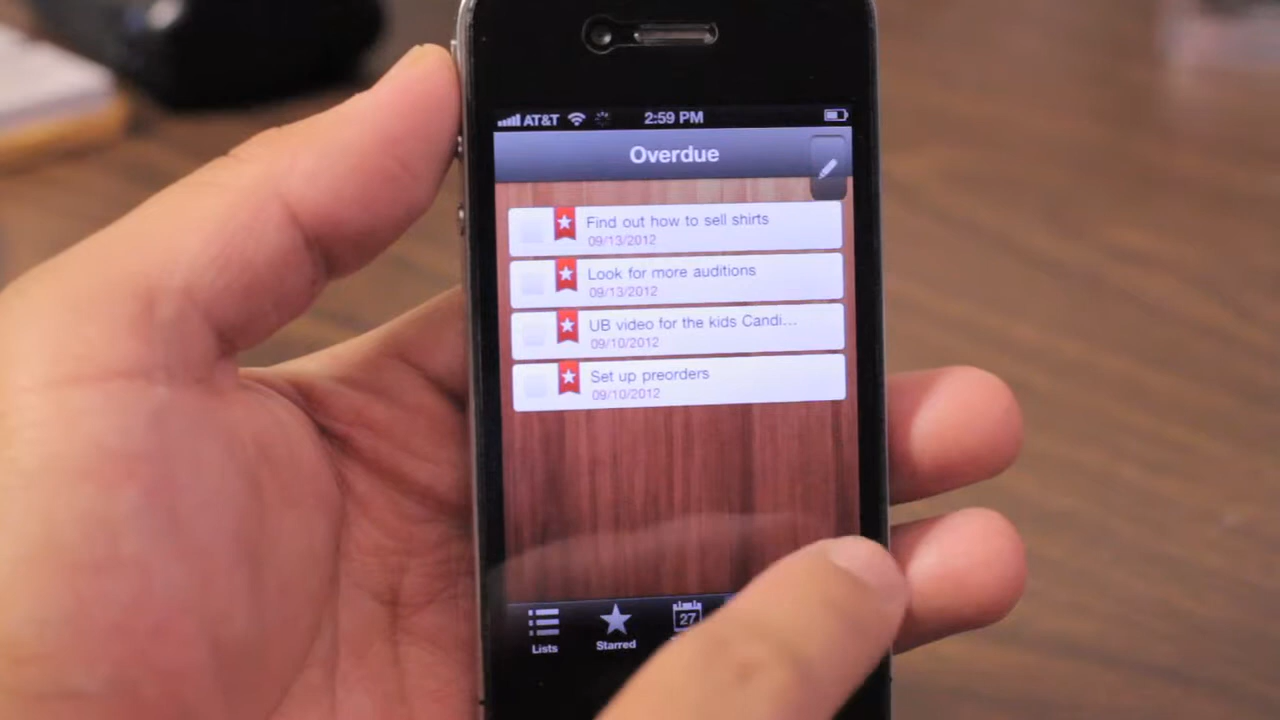 AT&T 2:59 PM
Overdue
Find out how to sell shirts
09/13/2012
Look for more auditions
09/13/2012
UB video for the kids Candi...
09/10/2012
Set up preorders
09/10/2012
27
Lists
Starred